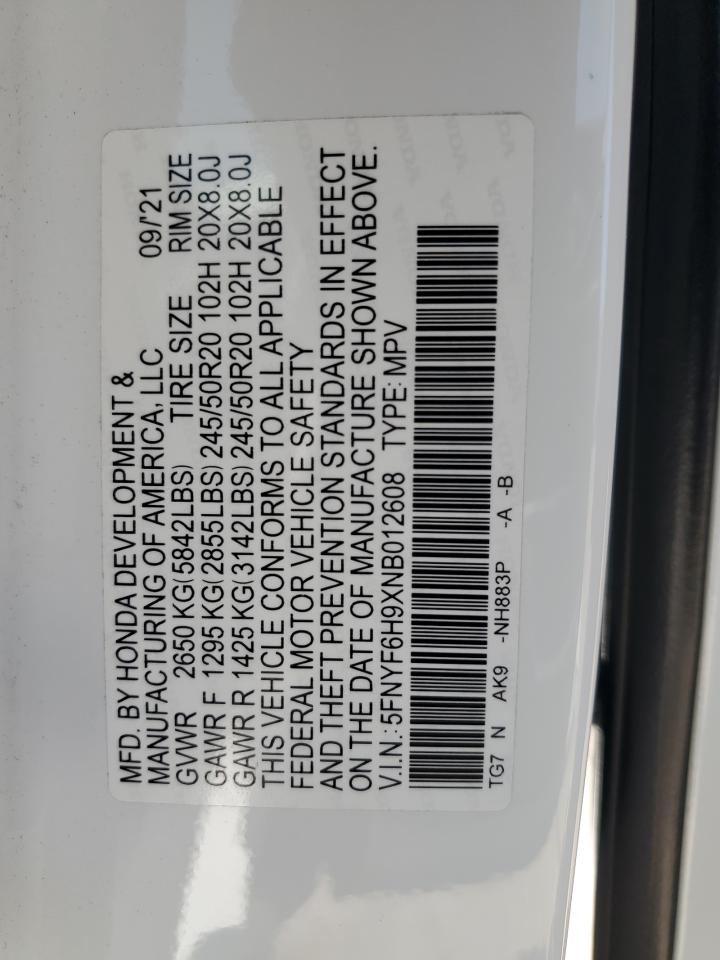 MFD. BY HONDA DEVELOPMENT &
MANUFACTURING OF AMERICA, LLC 09/'21
GVWR 2650 KG(5842LBS) TIRE SIZE RIM SIZE
GAWR F 1295 KG(2855LBS) 245/50R20 102H 20X8.0J
GAWR R 1425 KG(3142LBS) 245/50R20 102H 20X8.0J
THIS VEHICLE CONFORMS TO ALL APPLICABLE
FEDERAL MOTOR VEHICLE SAFETY
AND THEFT PREVENTION STANDARDS IN EFFECT
ON THE DATE OF MANUFACTURE SHOWN ABOVE.
V.I.N.: 5FNYF6H9XNB012608 TYPE: MPV
TG7 N AK9 -NH883P -A -B